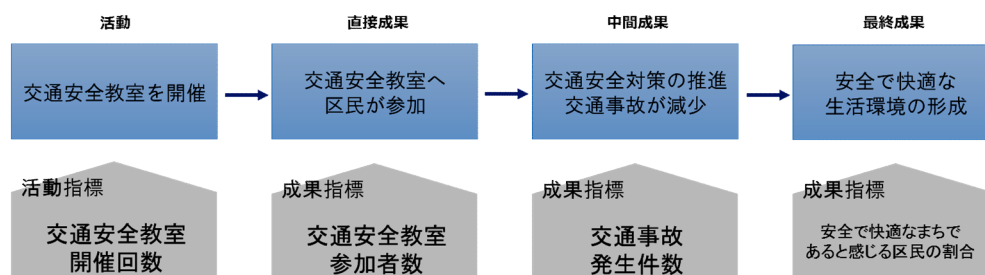 活動
直接成果
中間成果
最終成果
交通安全教室を開催
交通安全教室へ
区民が参加
交通安全対策の推進
交通事故が減少
安全で快適な
生活環境の形成
活動指標
交通安全教室
開催回数
成果指標
交通安全教室
参加者数
成果指標
交通事故
発生件数
成果指標
安全で快適なまちで
あると感じる区民の割合